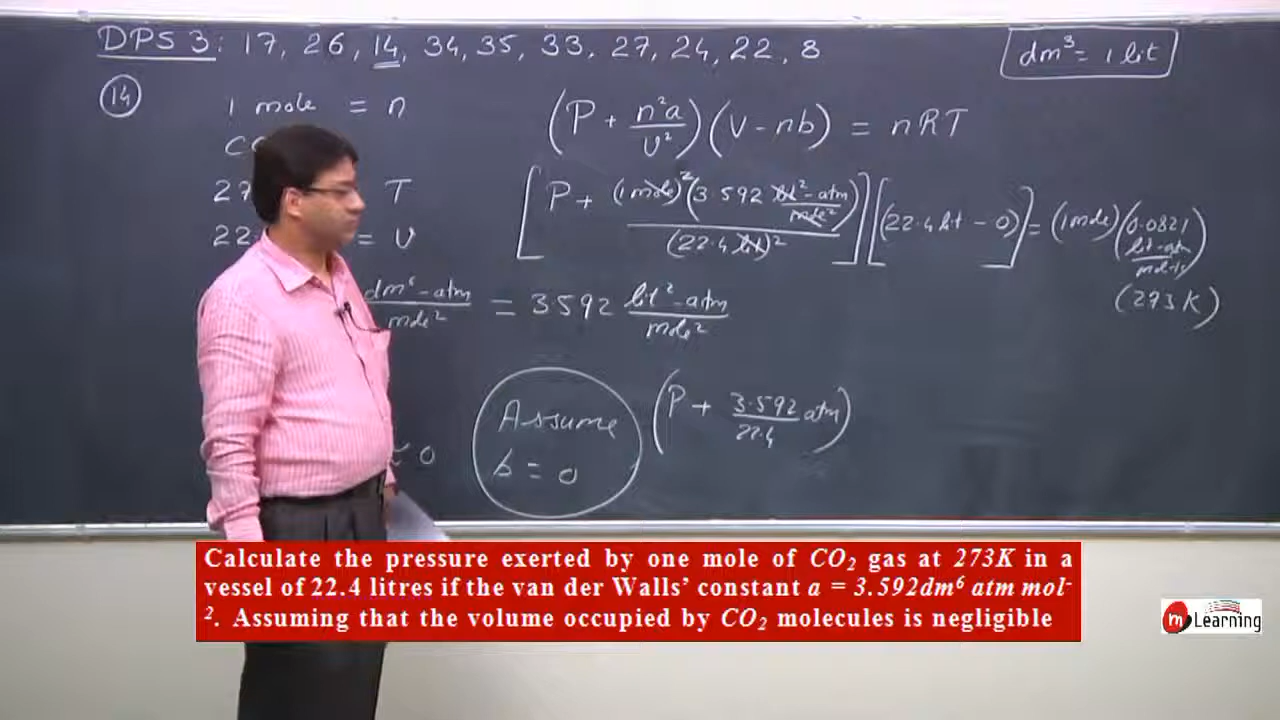 DPS 3: 17, 26, 14, 34, 35, 33, 27, 24, 22, 8
dm³ = 1 lit
14
1 mole = n
(P + n²a/v²)(V - nb) = nRT
= T
= V
[P + (1 mole)²(3.592 lit²-atm/mole²)/(22.4 lit)²][(22.4 lit - 0)] = (1 mole)(0.0821 lit-atm/mol-K)
(273 K)
dm⁶-atm/mole² = 3.592 lit²-atm/mole²
Assume
b = 0
(P + 3.592/22.4 atm)
≈ 0
Calculate the pressure exerted by one mole of CO₂ gas at 273K in a
vessel of 22.4 litres if the van der Walls' constant a = 3.592dm⁶ atm mol⁻
². Assuming that the volume occupied by CO₂ molecules is negligible
m Learning